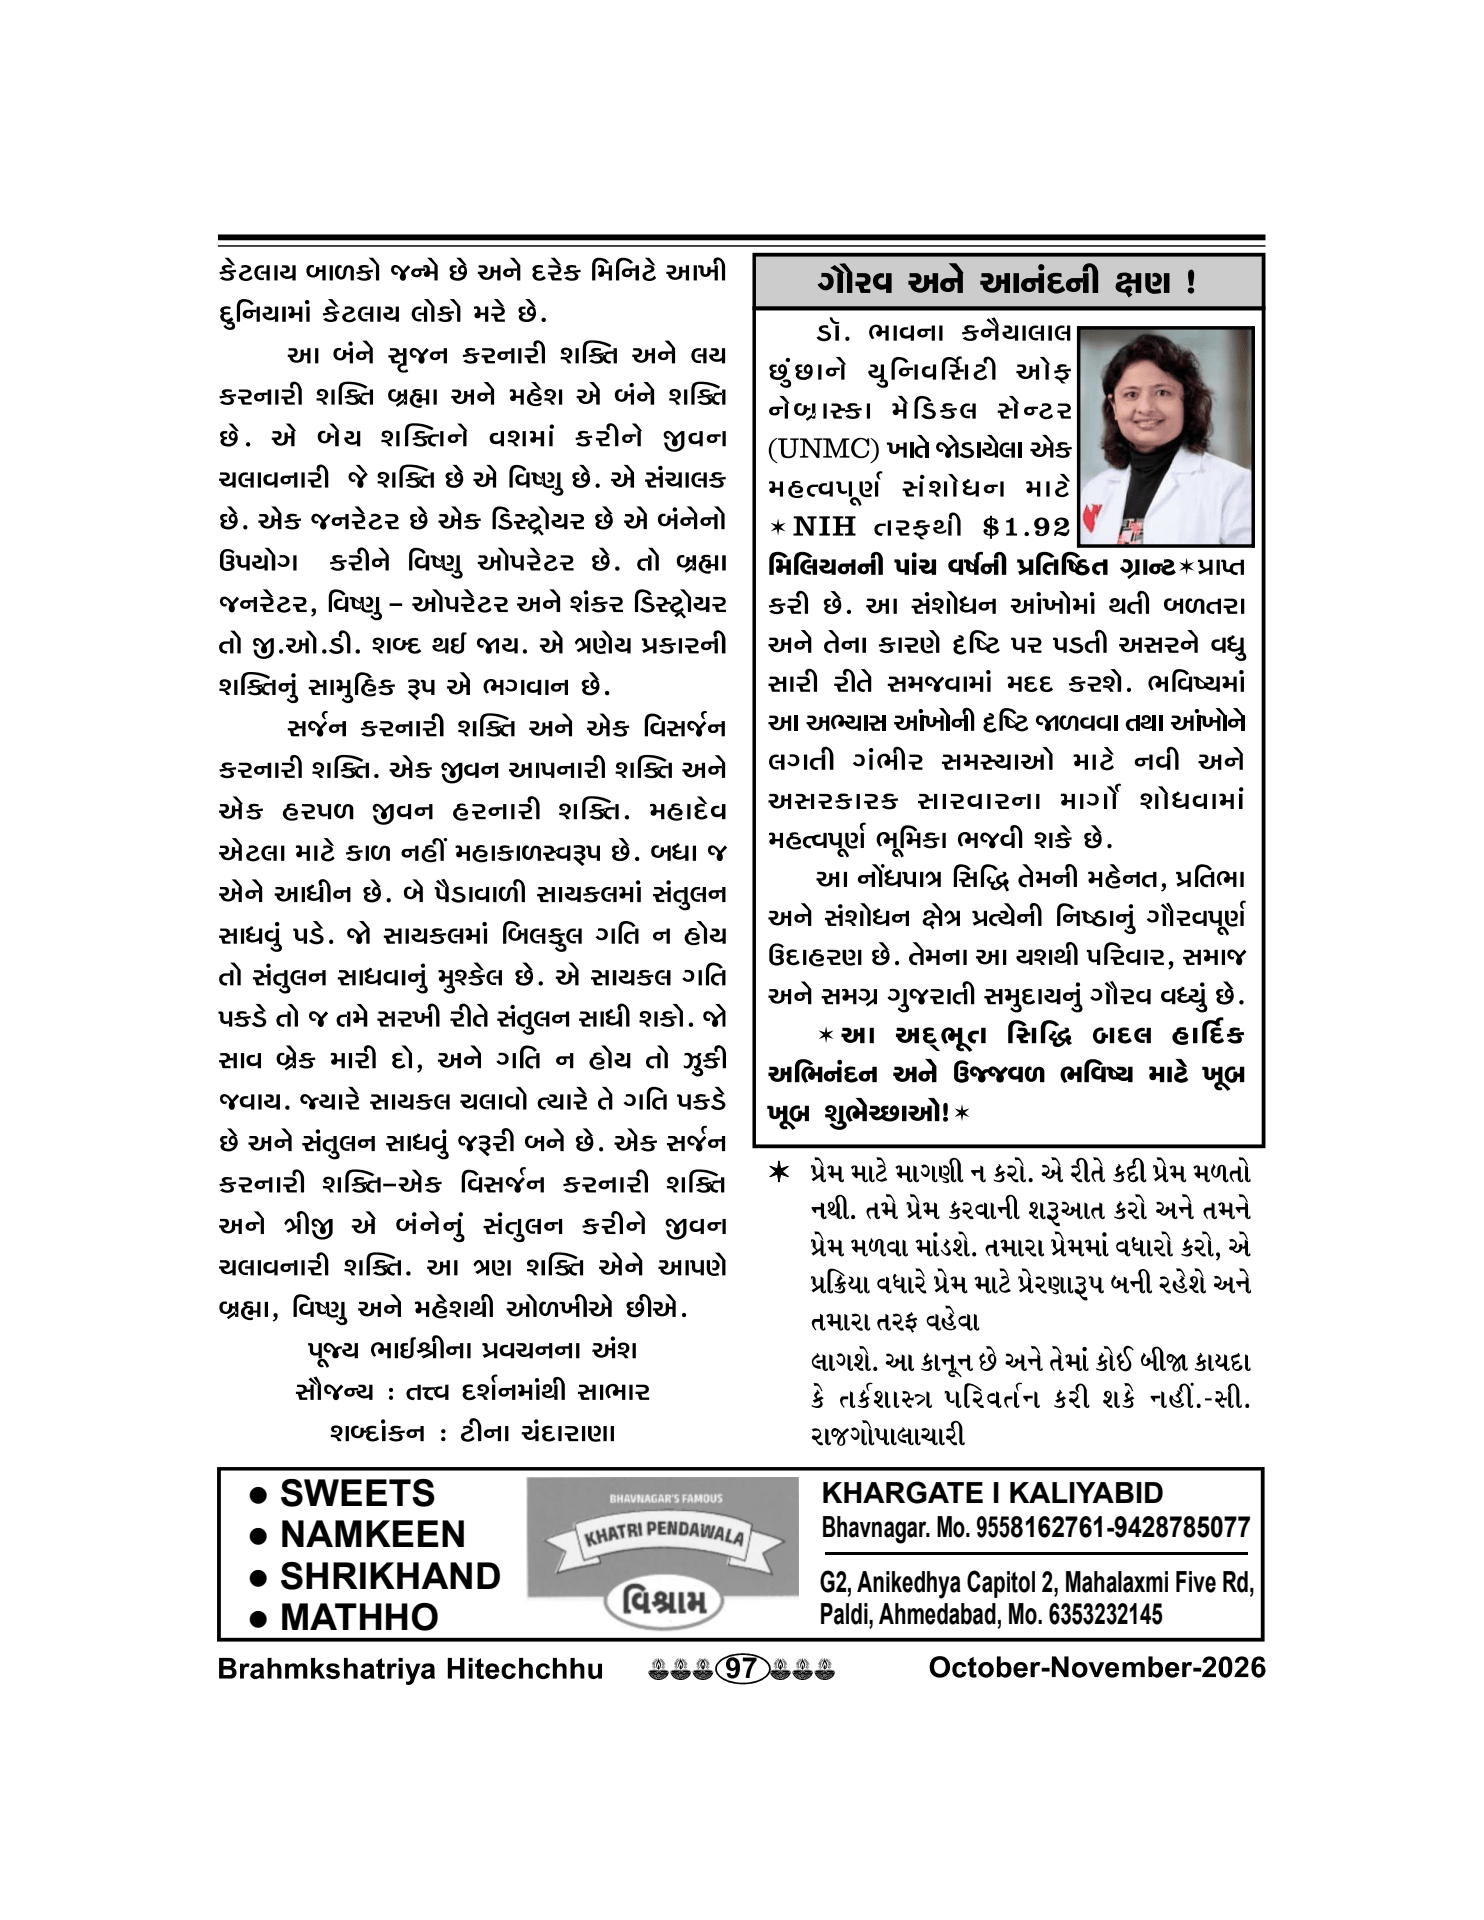 કેટલાય બાળકો જન્મે છે અને દરેક મિનિટે આખી
દુનિયામાં કેટલાય લોકો મરે છે.
આ બંને સૃજન કરનારી શક્તિ અને લય
કરનારી શક્તિ બ્રહ્મા અને મહેશ એ બંને શક્તિ
છે. એ બેય શક્તિને વશમાં કરીને જીવન
ચલાવનારી જે શક્તિ છે એ વિષ્ણુ છે. એ સંચાલક
છે. એક જનરેટર છે એક ડિસ્ટ્રોયર છે એ બંનેનો
ઉપયોગ કરીને વિષ્ણુ ઓપરેટર છે. તો બ્રહ્મા
જનરેટર, વિષ્ણુ – ઓપરેટર અને શંકર ડિસ્ટ્રોયર
તો જી.ઓ.ડી. શબ્દ થઈ જાય. એ ત્રણેય પ્રકારની
શક્તિનું સામુહિક રૂપ એ ભગવાન છે.
સર્જન કરનારી શક્તિ અને એક વિસર્જન
કરનારી શક્તિ. એક જીવન આપનારી શક્તિ અને
એક હરપળ જીવન હરનારી શક્તિ. મહાદેવ
એટલા માટે કાળ નહીં મહાકાળસ્વરૂપ છે. બધા જ
એને આધીન છે. બે પૈડાવાળી સાયકલમાં સંતુલન
સાધવું પડે. જો સાયકલમાં બિલકુલ ગતિ ન હોય
તો સંતુલન સાધવાનું મુશ્કેલ છે. એ સાયકલ ગતિ
પકડે તો જ તમે સરખી રીતે સંતુલન સાધી શકો. જો
સાવ બ્રેક મારી દો, અને ગતિ ન હોય તો ઝુકી
જવાય. જ્યારે સાયકલ ચલાવો ત્યારે તે ગતિ પકડે
છે અને સંતુલન સાધવું જરૂરી બને છે. એક સર્જન
કરનારી શક્તિ–એક વિસર્જન કરનારી શક્તિ
અને ત્રીજી એ બંનેનું સંતુલન કરીને જીવન
ચલાવનારી શક્તિ. આ ત્રણ શક્તિ એને આપણે
બ્રહ્મા, વિષ્ણુ અને મહેશથી ઓળખીએ છીએ.
પૂજ્ય ભાઈશ્રીના પ્રવચનના અંશ
સૌજન્ય : તત્ત્વ દર્શનમાંથી સાભાર
શબ્દાંકન : ટીના ચંદારાણા
ગૌરવ અને આનંદની ક્ષણ !
ડૉ. ભાવના કનૈયાલાલ
છુંછાને યુનિવર્સિટી ઓફ
નેબ્રાસ્કા મેડિકલ સેન્ટર
(UNMC) ખાતે જોડાયેલા એક
મહત્વપૂર્ણ સંશોધન માટે
✶ NIH તરફથી $1.92
મિલિયનની પાંચ વર્ષની પ્રતિષ્ઠિત ગ્રાન્ટ✶પ્રાપ્ત
કરી છે. આ સંશોધન આંખોમાં થતી બળતરા
અને તેના કારણે દૃષ્ટિ પર પડતી અસરને વધુ
સારી રીતે સમજવામાં મદદ કરશે. ભવિષ્યમાં
આ અભ્યાસ આંખોની દૃષ્ટિ જાળવવા તથા આંખોને
લગતી ગંભીર સમસ્યાઓ માટે નવી અને
અસરકારક સારવારના માર્ગો શોધવામાં
મહત્વપૂર્ણ ભૂમિકા ભજવી શકે છે.
આ નોંધપાત્ર સિદ્ધિ તેમની મહેનત, પ્રતિભા
અને સંશોધન ક્ષેત્ર પ્રત્યેની નિષ્ઠાનું ગૌરવપૂર્ણ
ઉદાહરણ છે. તેમના આ યશથી પરિવાર, સમાજ
અને સમગ્ર ગુજરાતી સમુદાયનું ગૌરવ વધ્યું છે.
✶ આ અદ્ભૂત સિદ્ધિ બદલ હાર્દિક
અભિનંદન અને ઉજ્જવળ ભવિષ્ય માટે ખૂબ
ખૂબ શુભેચ્છાઓ!✶
✶ પ્રેમ માટે માગણી ન કરો. એ રીતે કદી પ્રેમ મળતો
નથી. તમે પ્રેમ કરવાની શરૂઆત કરો અને તમને
પ્રેમ મળવા માંડશે. તમારા પ્રેમમાં વધારો કરો, એ
પ્રક્રિયા વધારે પ્રેમ માટે પ્રેરણારૂપ બની રહેશે અને
તમારા તરફ વહેવા
લાગશે. આ કાનૂન છે અને તેમાં કોઈ બીજા કાયદા
કે તર્કશાસ્ત્ર પરિવર્તન કરી શકે નહીં.-સી.
રાજગોપાલાચારી
● SWEETS
● NAMKEEN
● SHRIKHAND
● MATHHO
BHAVNAGAR'S FAMOUS
KHATRI PENDAWALA
વિશ્રામ
KHARGATE I KALIYABID
Bhavnagar. Mo. 9558162761-9428785077
G2, Anikedhya Capitol 2, Mahalaxmi Five Rd,
Paldi, Ahmedabad, Mo. 6353232145
Brahmkshatriya Hitechchhu 97 October-November-2026